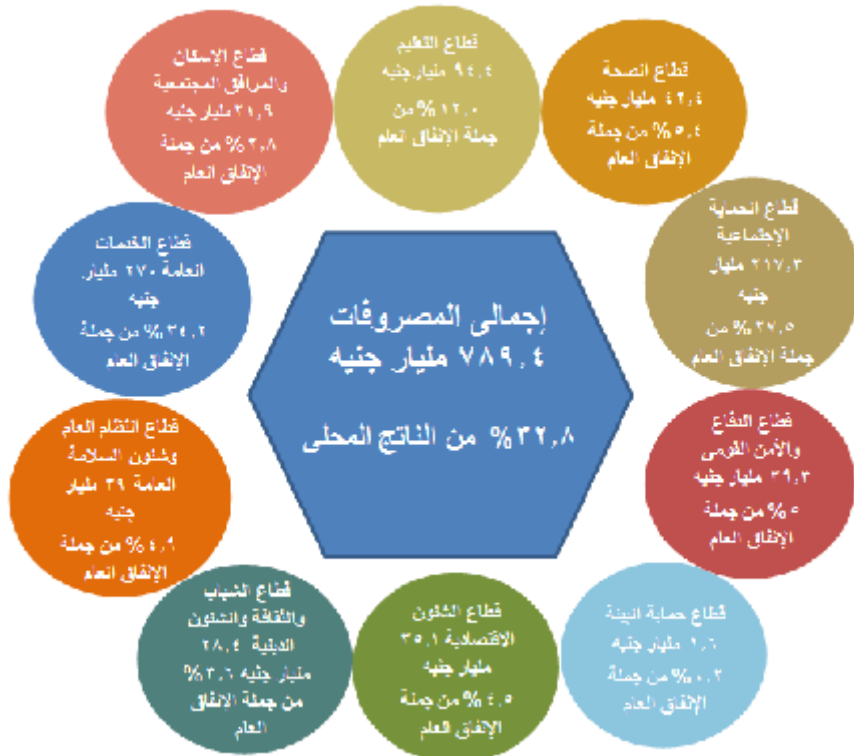 قطاع الصحة
٤٢,٤ مليار جنيه
٥,٤% من جملة
الإنفاق العام
قطاع التعليم
٩٤,٤ مليار جنيه
١٢,٠% من
جملة الإنفاق العام
قطاع الإسكان
والمرافق المجتمعية
٢١,٩ مليار جنيه
٢,٨% من جملة
الإنفاق العام
قطاع الحماية
الإجتماعية
٢١٧,٣ مليار
جنيه
٢٧,٥% من
جملة الإنفاق العام
إجمالى المصروفات
٧٨٩,٤ مليار جنيه
٣٢,٨% من الناتج المحلى
قطاع الخدمات
العامة ٢٧٠ مليار
جنيه
٣٤,٢% من جملة
الإنفاق العام
قطاع الدفاع
والأمن القومى
٣٩,٣ مليار جنيه
٥% من جملة
الإنفاق العام
قطاع النظام العام
وشئون السلامة
العامة ٣٩ مليار
جنيه
٤,٩% من جملة
الإنفاق العام
قطاع حماية البيئة
١,٦ مليار جنيه
٠,٢% من جملة
الإنفاق العام
قطاع الشئون
الاقتصادية ٣٥,١
مليار جنيه
٤,٥% من جملة
الإنفاق العام
قطاع الشباب
والثقافة والشئون
الدينية ٢٨,٤
مليار جنيه ٣,٦%
من جملة الانفاق
العام